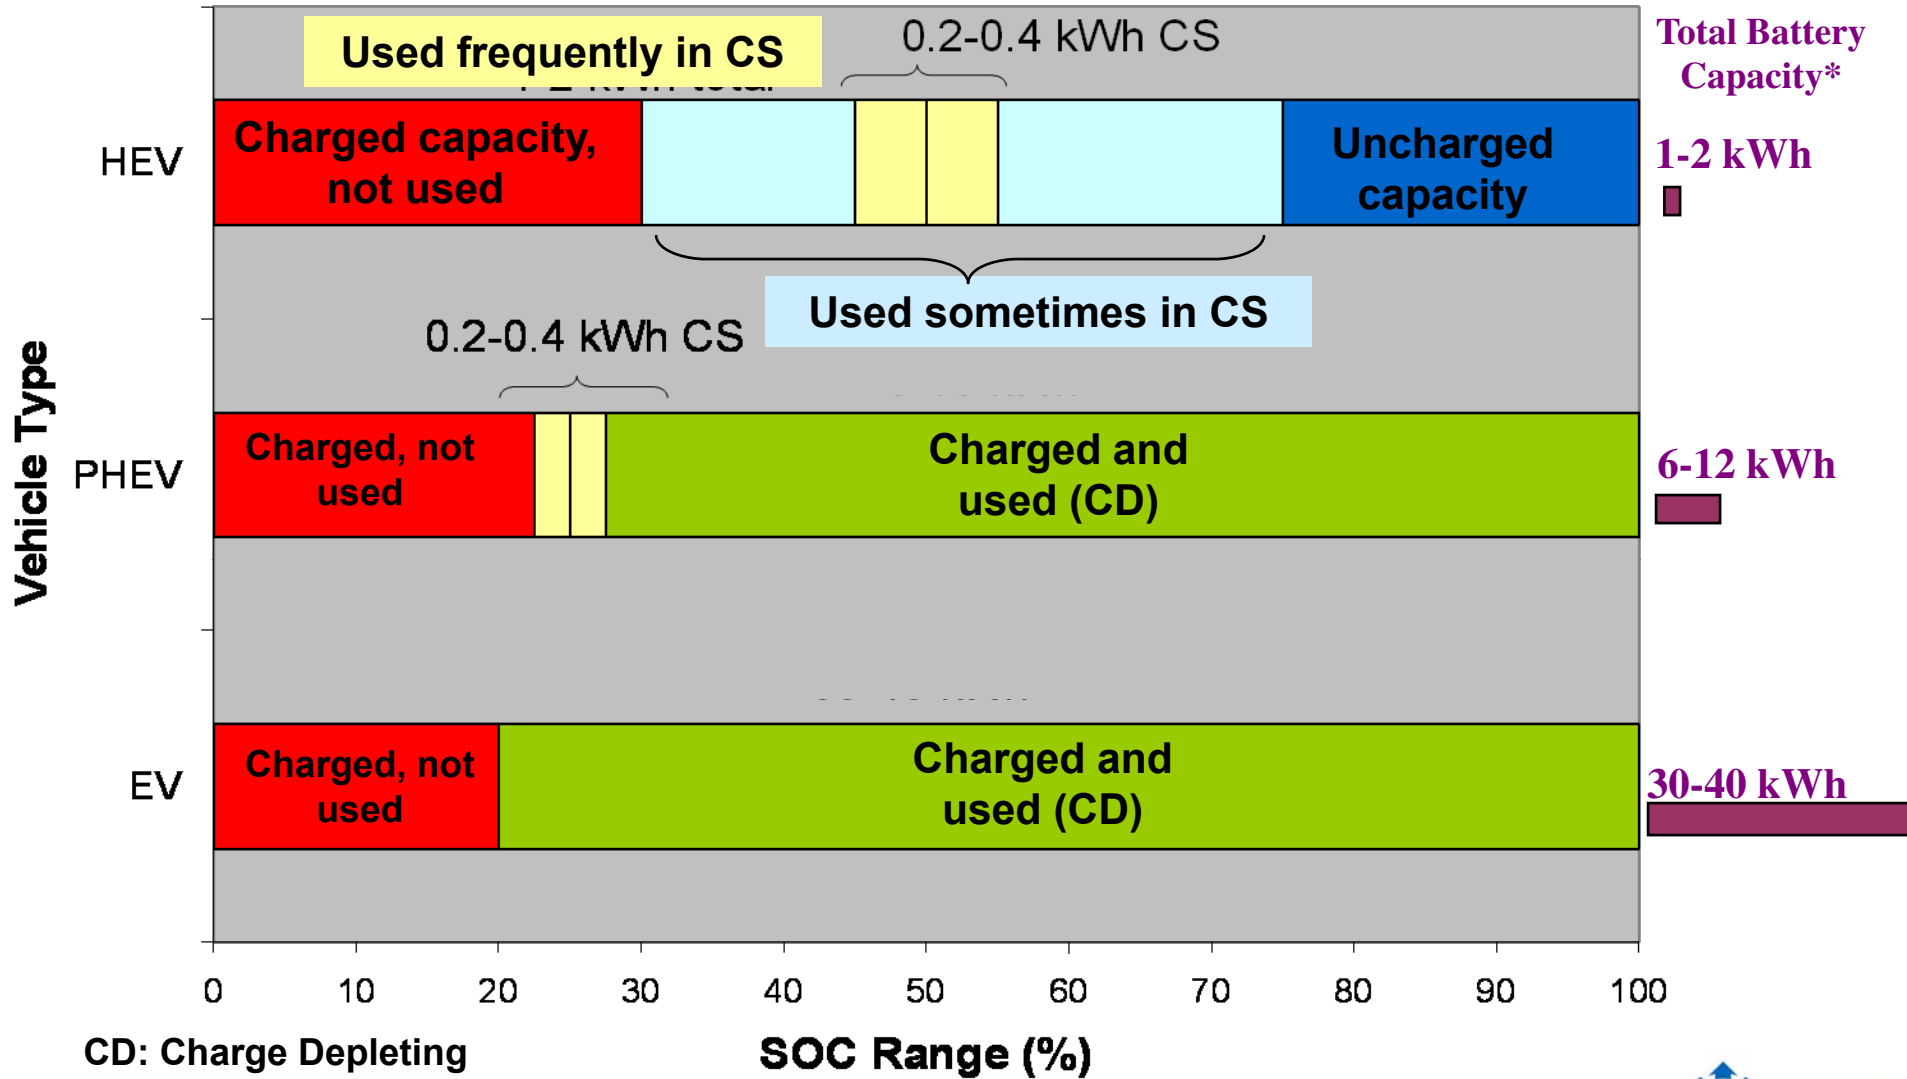 Used frequently in CS
0.2-0.4 kWh CS
Total Battery
Capacity*
HEV
Charged capacity,
not used
Uncharged
capacity
1-2 kWh
Used sometimes in CS
0.2-0.4 kWh CS
Vehicle Type
PHEV
Charged, not
used
Charged and
used (CD)
6-12 kWh
EV
Charged, not
used
Charged and
used (CD)
30-40 kWh
0 10 20 30 40 50 60 70 80 90 100
CD: Charge Depleting
SOC Range (%)